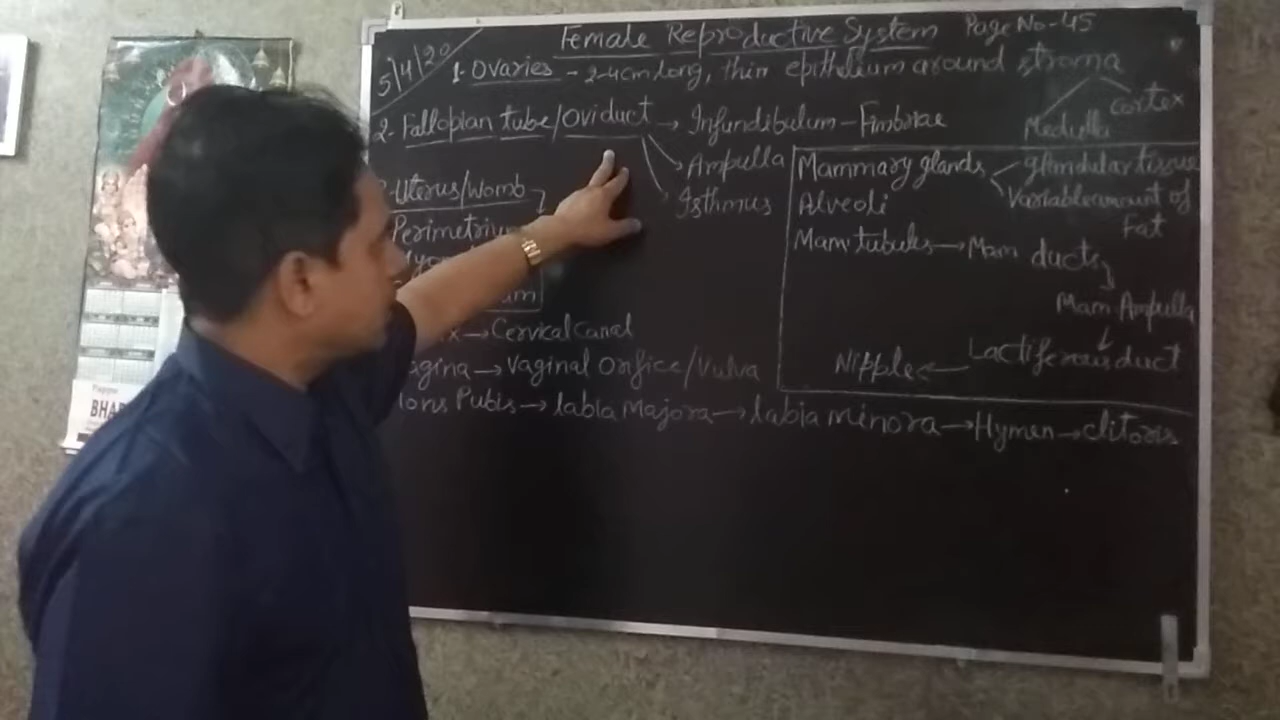 Female Reproductive System Page No-45
5/4/20
1. Ovaries - 2-4cm long, thin epithelium around stroma
Cortex
Medulla
2. Fallopian tube/Oviduct → Infundibulum - Fimbriae
Ampulla
Isthmus
Uterus/Womb
Perimetrium
→ Cervical Canal
→ Vaginal Orifice/Vulva
Pubis → labia Majora → labia Minora → Hymen → clitoris
Mammary glands glandular tissue
Variable amount of
Fat
Alveoli
Mam. tubules → Mam ducts
Mam. Ampulla
Lactiferous duct
Nipple